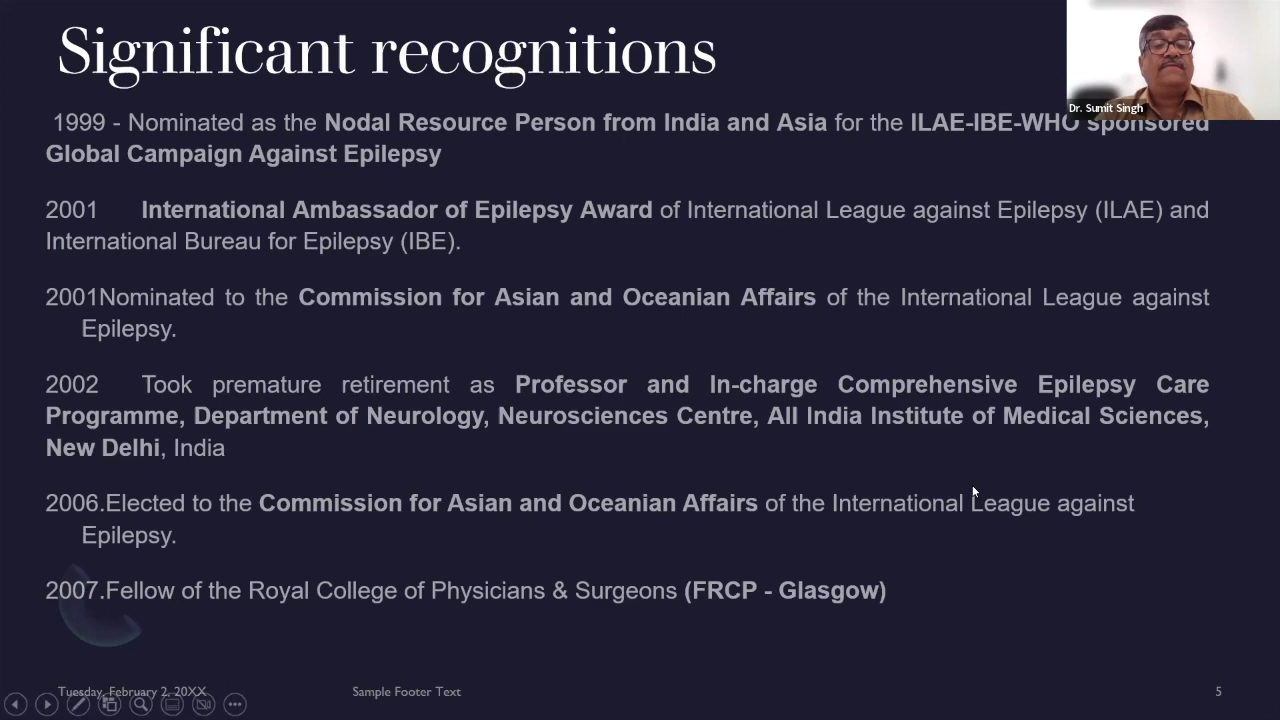 Significant recognitions
Dr. Sumit Singh
1999 - Nominated as the Nodal Resource Person from India and Asia for the ILAE-IBE-WHO sponsored
Global Campaign Against Epilepsy
2001 International Ambassador of Epilepsy Award of International League against Epilepsy (ILAE) and
International Bureau for Epilepsy (IBE).
2001Nominated to the Commission for Asian and Oceanian Affairs of the International League against
Epilepsy.
2002 Took premature retirement as Professor and In-charge Comprehensive Epilepsy Care
Programme, Department of Neurology, Neurosciences Centre, All India Institute of Medical Sciences,
New Delhi, India
2006.Elected to the Commission for Asian and Oceanian Affairs of the International League against
Epilepsy.
2007.Fellow of the Royal College of Physicians & Surgeons (FRCP - Glasgow)
Tuesday, February 2, 20XX Sample Footer Text 5